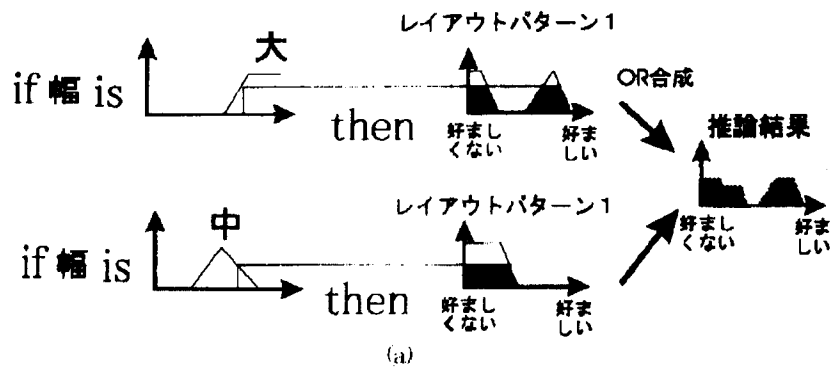 レイアウトパターン1
大
if 幅 is
then
好ましくない
好ましい
OR合成
推論結果
好ましくない
好ましい
レイアウトパターン1
中
if 幅 is
then
好ましくない
好ましい
(a)